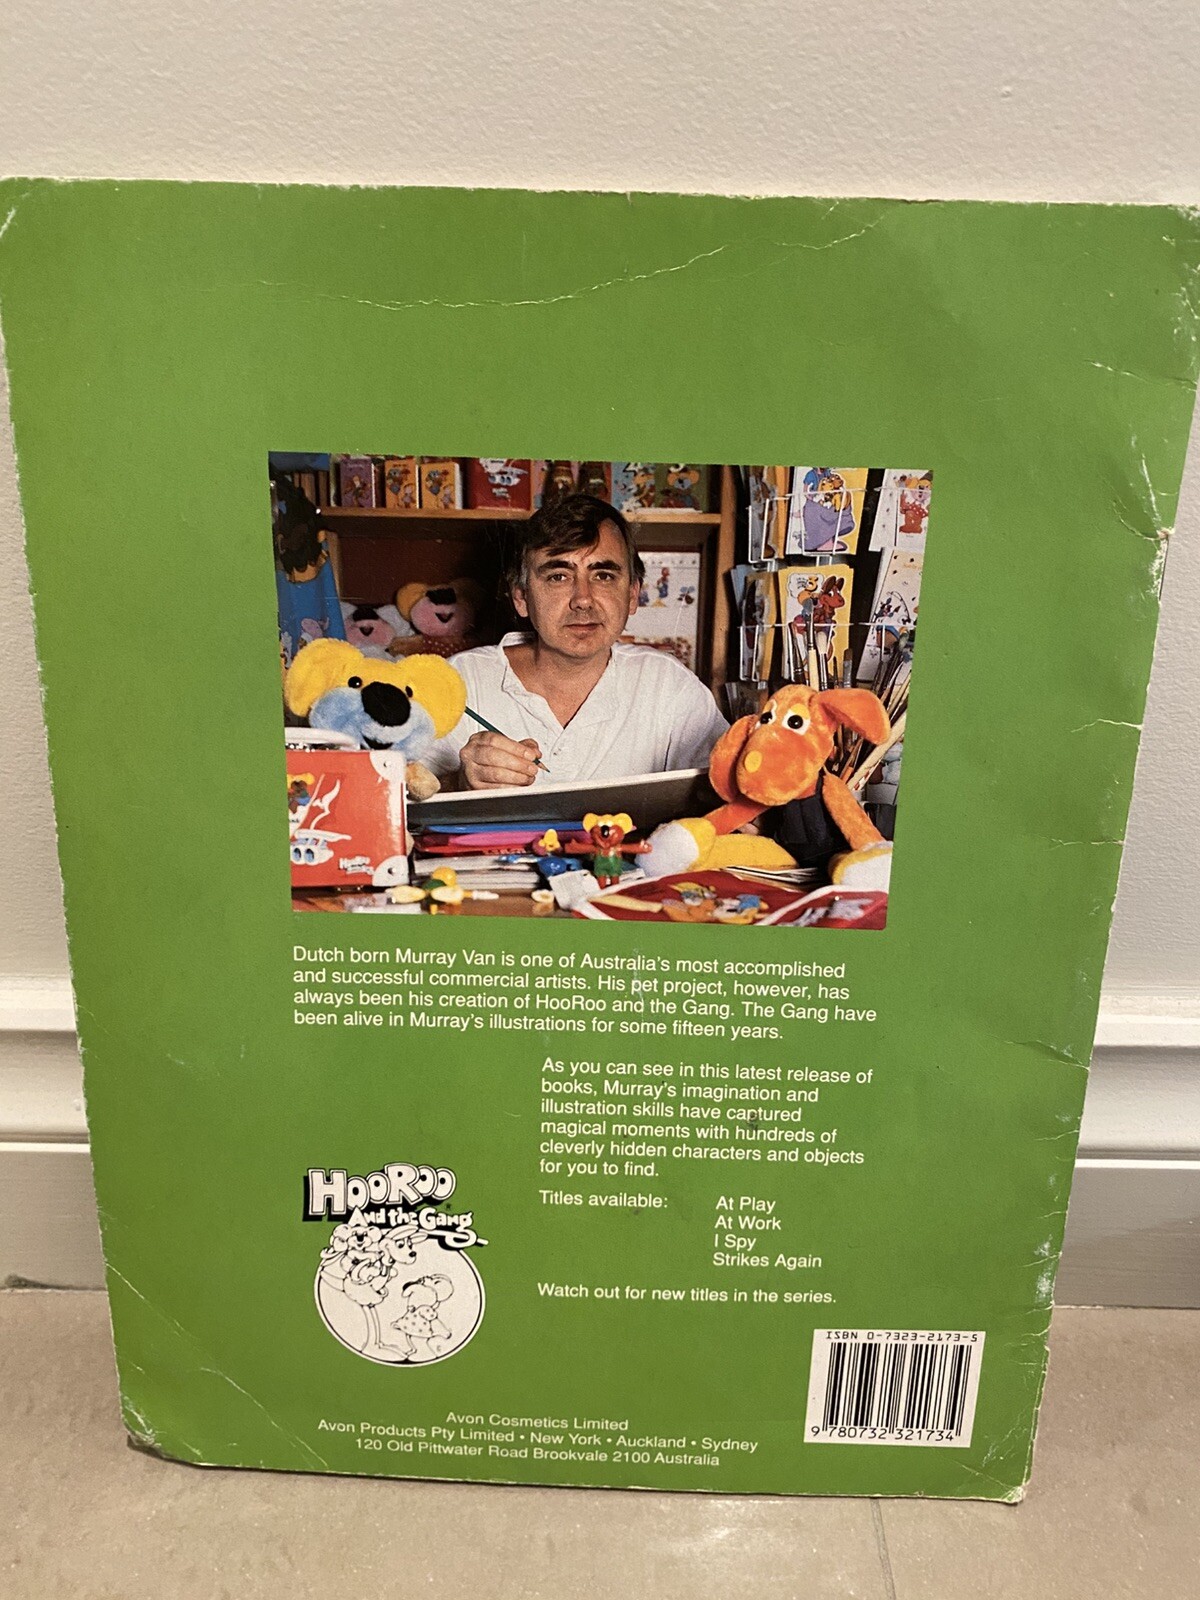 Dutch born Murray Van is one of Australia's most accomplished
and successful commercial artists. His pet project, however, has
always been his creation of HooRoo and the Gang. The Gang have
been alive in Murray's illustrations for some fifteen years.
As you can see in this latest release of
books, Murray's imagination and
illustration skills have captured
magical moments with hundreds of
cleverly hidden characters and objects
for you to find.
Titles available: At Play
At Work
I Spy
Strikes Again
Watch out for new titles in the series.
HOOROO
And the Gang
ISBN 0-7323-2173-5
9 780732 321734
Avon Cosmetics Limited
Avon Products Pty Limited • New York • Auckland • Sydney
120 Old Pittwater Road Brookvale 2100 Australia